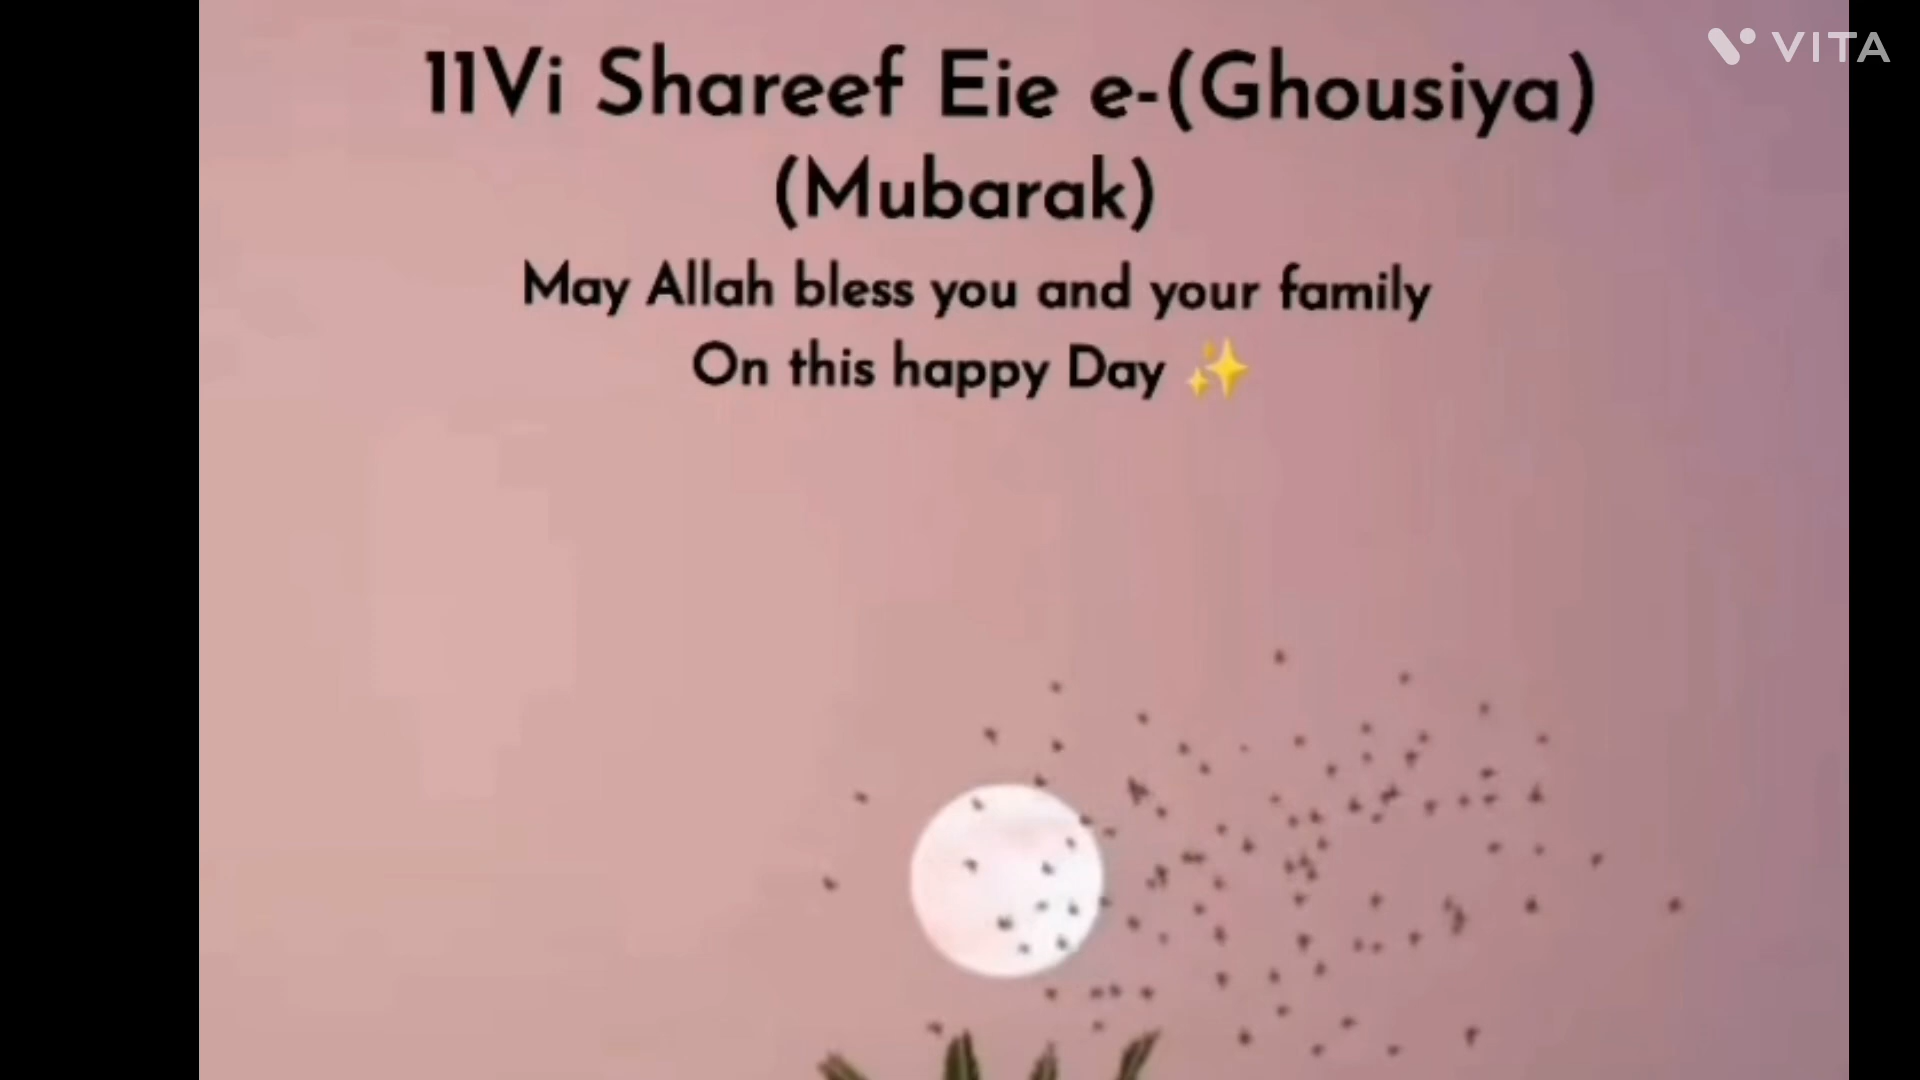 VITA
11Vi Shareef Eie e-(Ghousiya)
(Mubarak)
May Allah bless you and your family
On this happy Day ✨